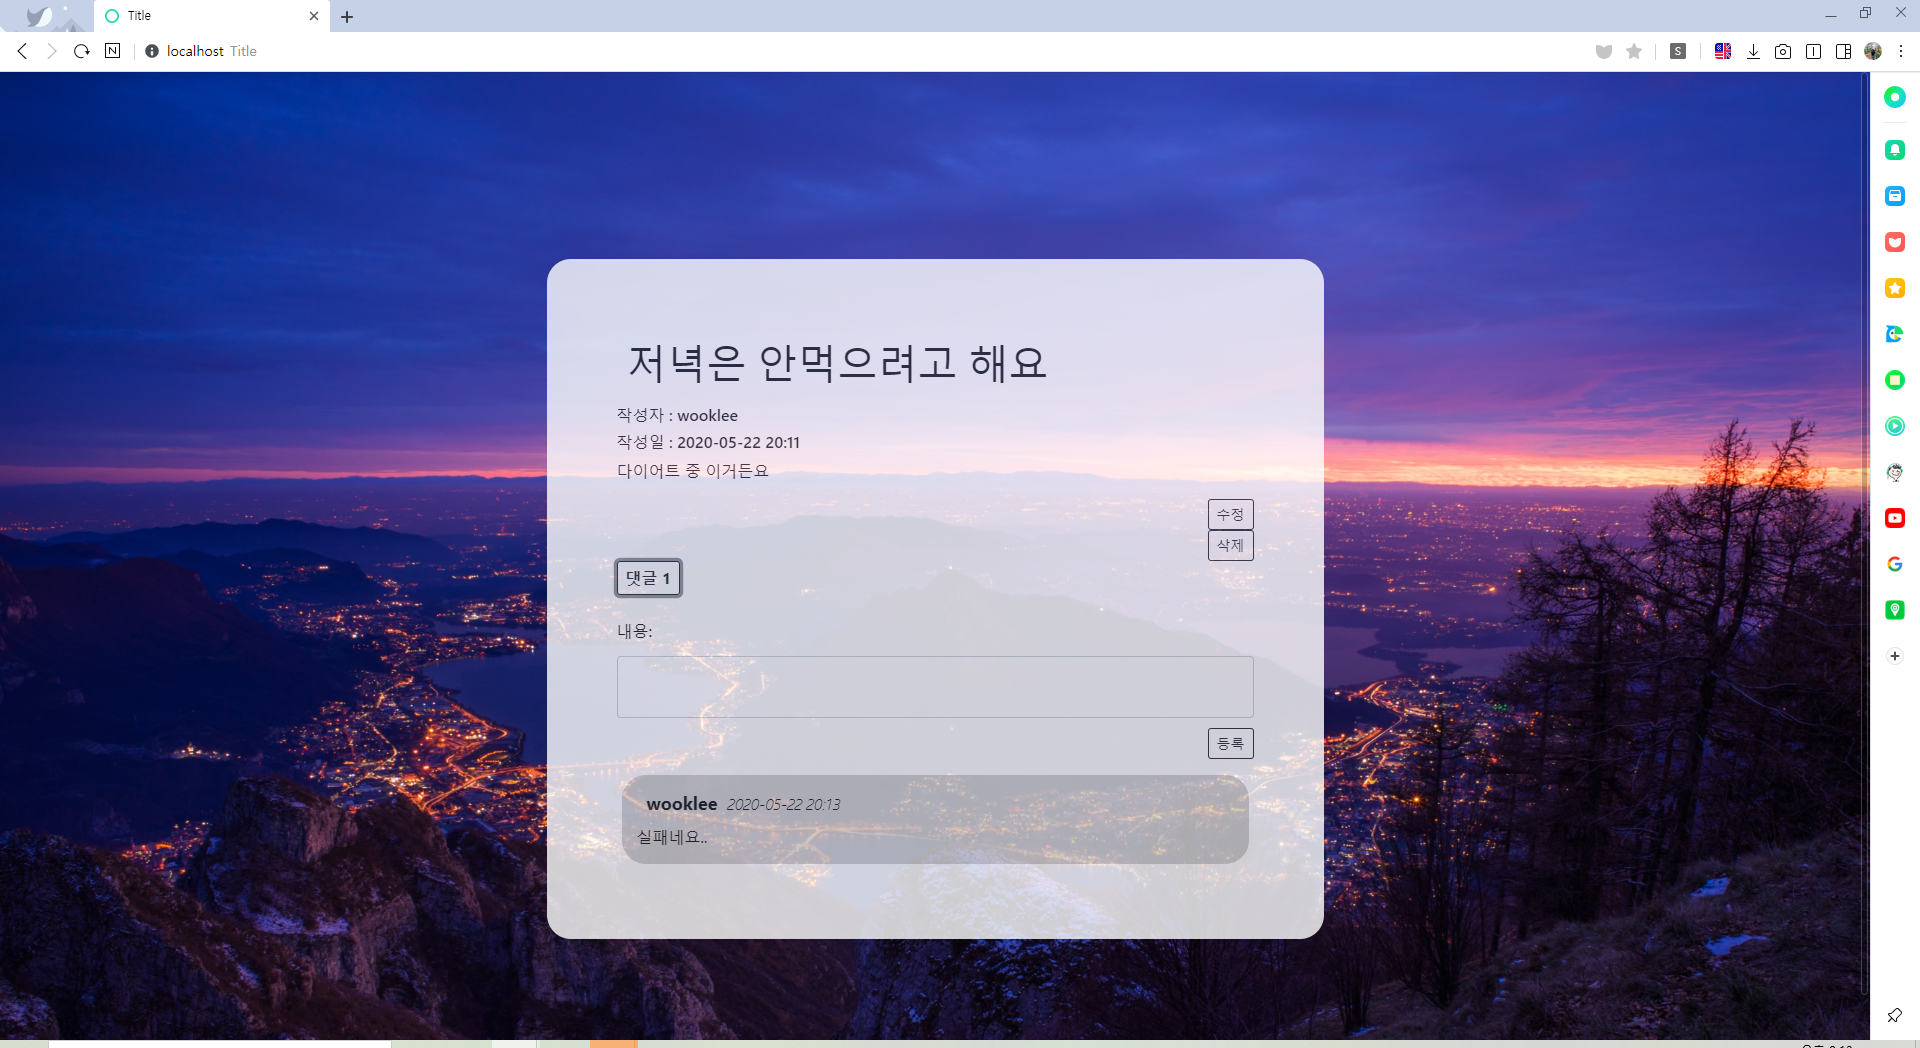 Title
localhost Title
저녁은 안먹으려고 해요
작성자 : wooklee
작성일 : 2020-05-22 20:11
다이어트 중 이거든요
수정
삭제
댓글 1
내용:
등록
wooklee 2020-05-22 20:13
실패네요..